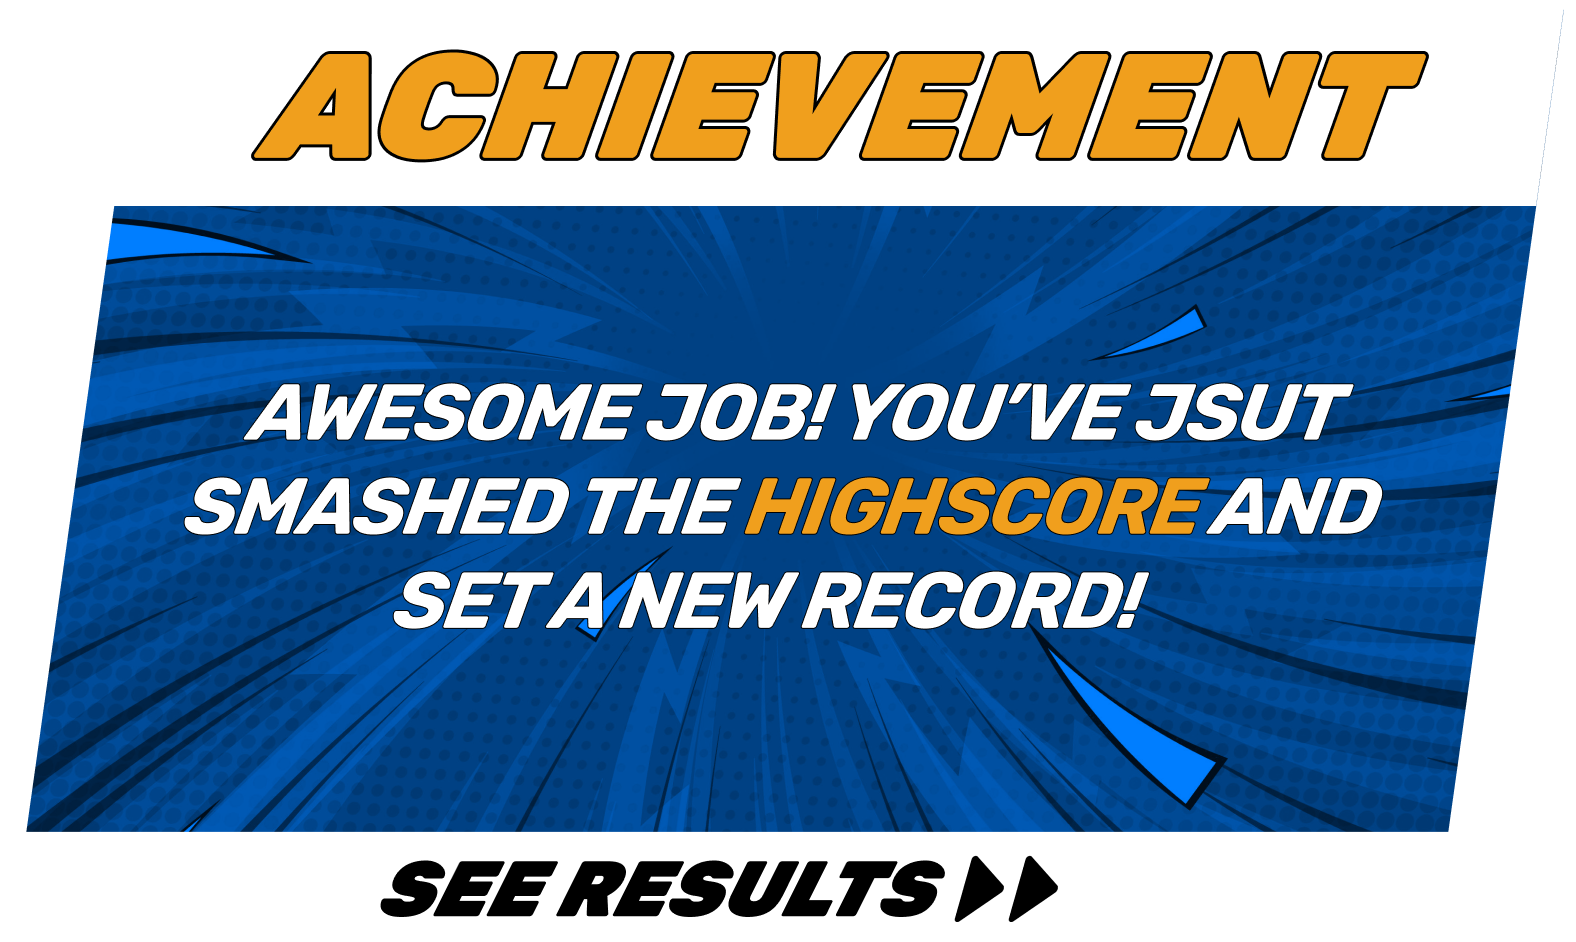 ACHIEVEMENT
AWESOME JOB! YOU’VE JSUT
SMASHED THE HIGHSCORE AND
SET A NEW RECORD!
SEE RESULTS